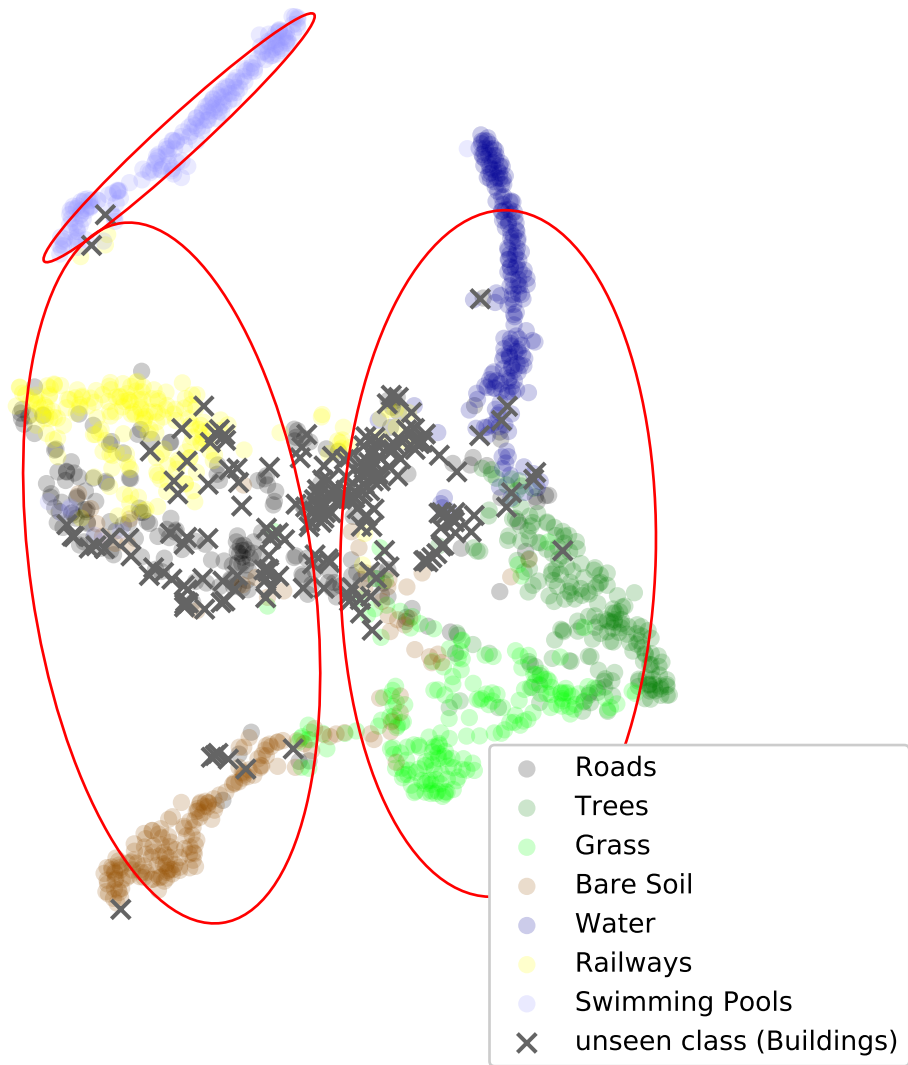 Roads
Trees
Grass
Bare Soil
Water
Railways
Swimming Pools
unseen class (Buildings)